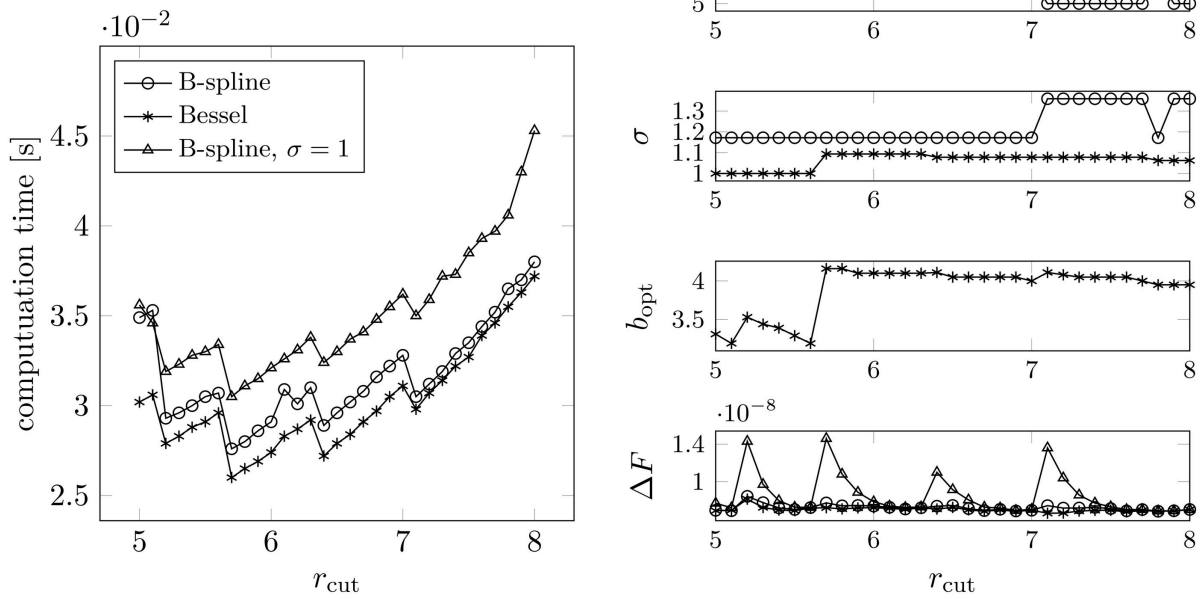 ·10⁻²
4.5
4
3.5
3
2.5
5 6 7 8
computuation time [s]
r_cut
B-spline
Bessel
B-spline, σ = 1
5
5 6 7 8
1.3
1.2
1.1
1
σ
5 6 7 8
4
3.5
b_opt
5 6 7 8
·10⁻⁸
1.4
1
ΔF
5 6 7 8
r_cut